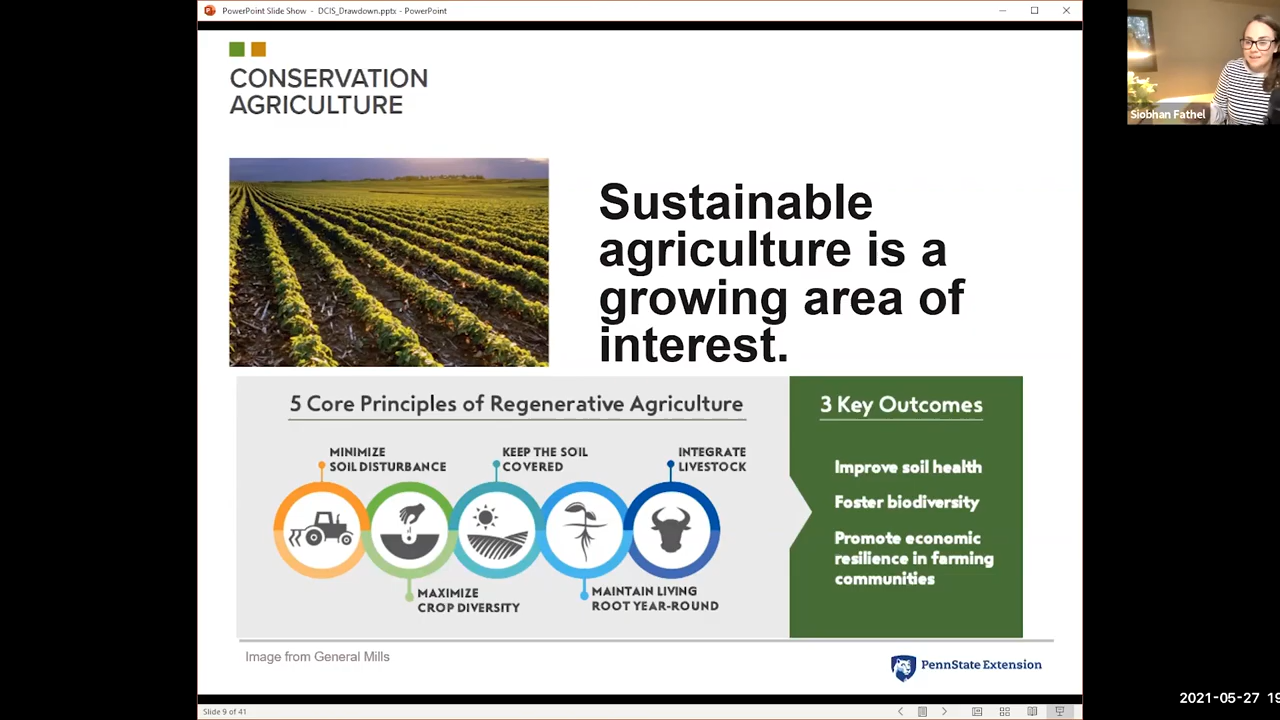 PowerPoint Slide Show - DCIS_Drawdown.pptx - PowerPoint
CONSERVATION
AGRICULTURE
Siobhan Fathel
Sustainable
agriculture is a
growing area of
interest.
5 Core Principles of Regenerative Agriculture
MINIMIZE
SOIL DISTURBANCE
KEEP THE SOIL
COVERED
INTEGRATE
LIVESTOCK
MAXIMIZE
CROP DIVERSITY
MAINTAIN LIVING
ROOT YEAR-ROUND
3 Key Outcomes
Improve soil health
Foster biodiversity
Promote economic
resilience in farming
communities
Image from General Mills
PennState Extension
2021-05-27 19
Slide 9 of 41